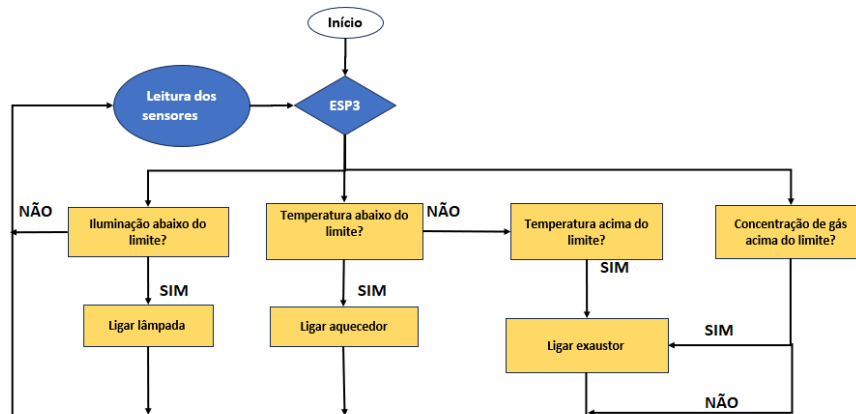 Início
Leitura dos
sensores
ESP3
NÃO
Iluminação abaixo do
limite?
Temperatura abaixo do
limite?
NÃO
Temperatura acima do
limite?
Concentração de gás
acima do limite?
SIM
SIM
SIM
Ligar lâmpada
Ligar aquecedor
Ligar exaustor
SIM
NÃO